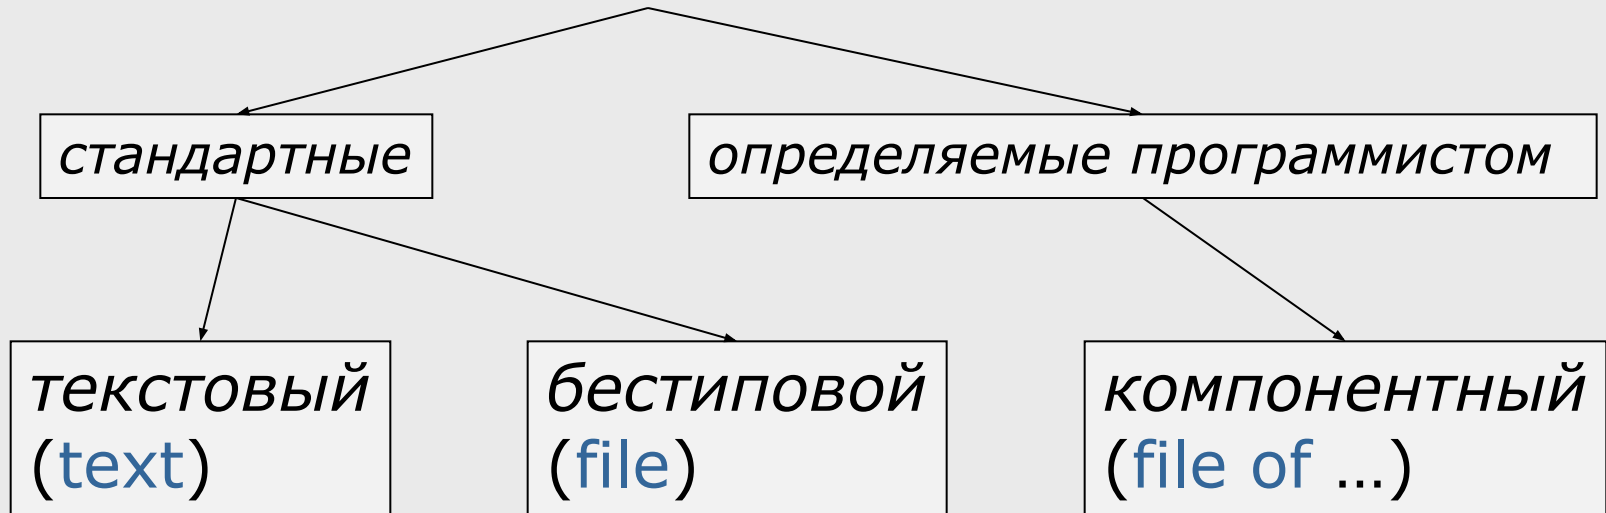 стандартные
определяемые программистом
текстовый
(text)
бестиповой
(file)
компонентный
(file of …)